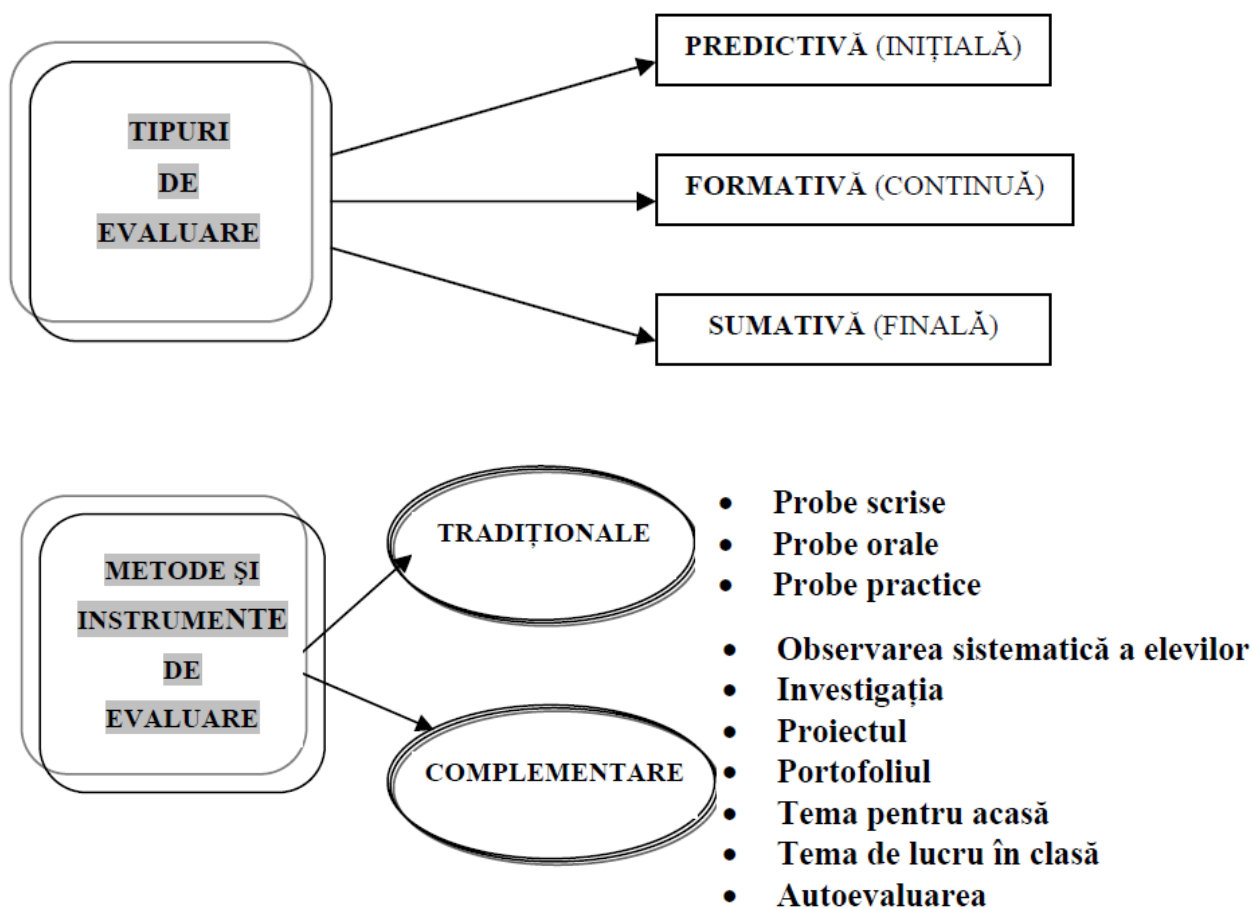 TIPURI
DE
EVALUARE
PREDICTIVĂ (INIȚIALĂ)
FORMATIVĂ (CONTINUĂ)
SUMATIVĂ (FINALĂ)
METODE ŞI
INSTRUMENTE
DE
EVALUARE
TRADIȚIONALE
• Probe scrise
• Probe orale
• Probe practice
COMPLEMENTARE
• Observarea sistematică a elevilor
• Investigația
• Proiectul
• Portofoliul
• Tema pentru acasă
• Tema de lucru în clasă
• Autoevaluarea